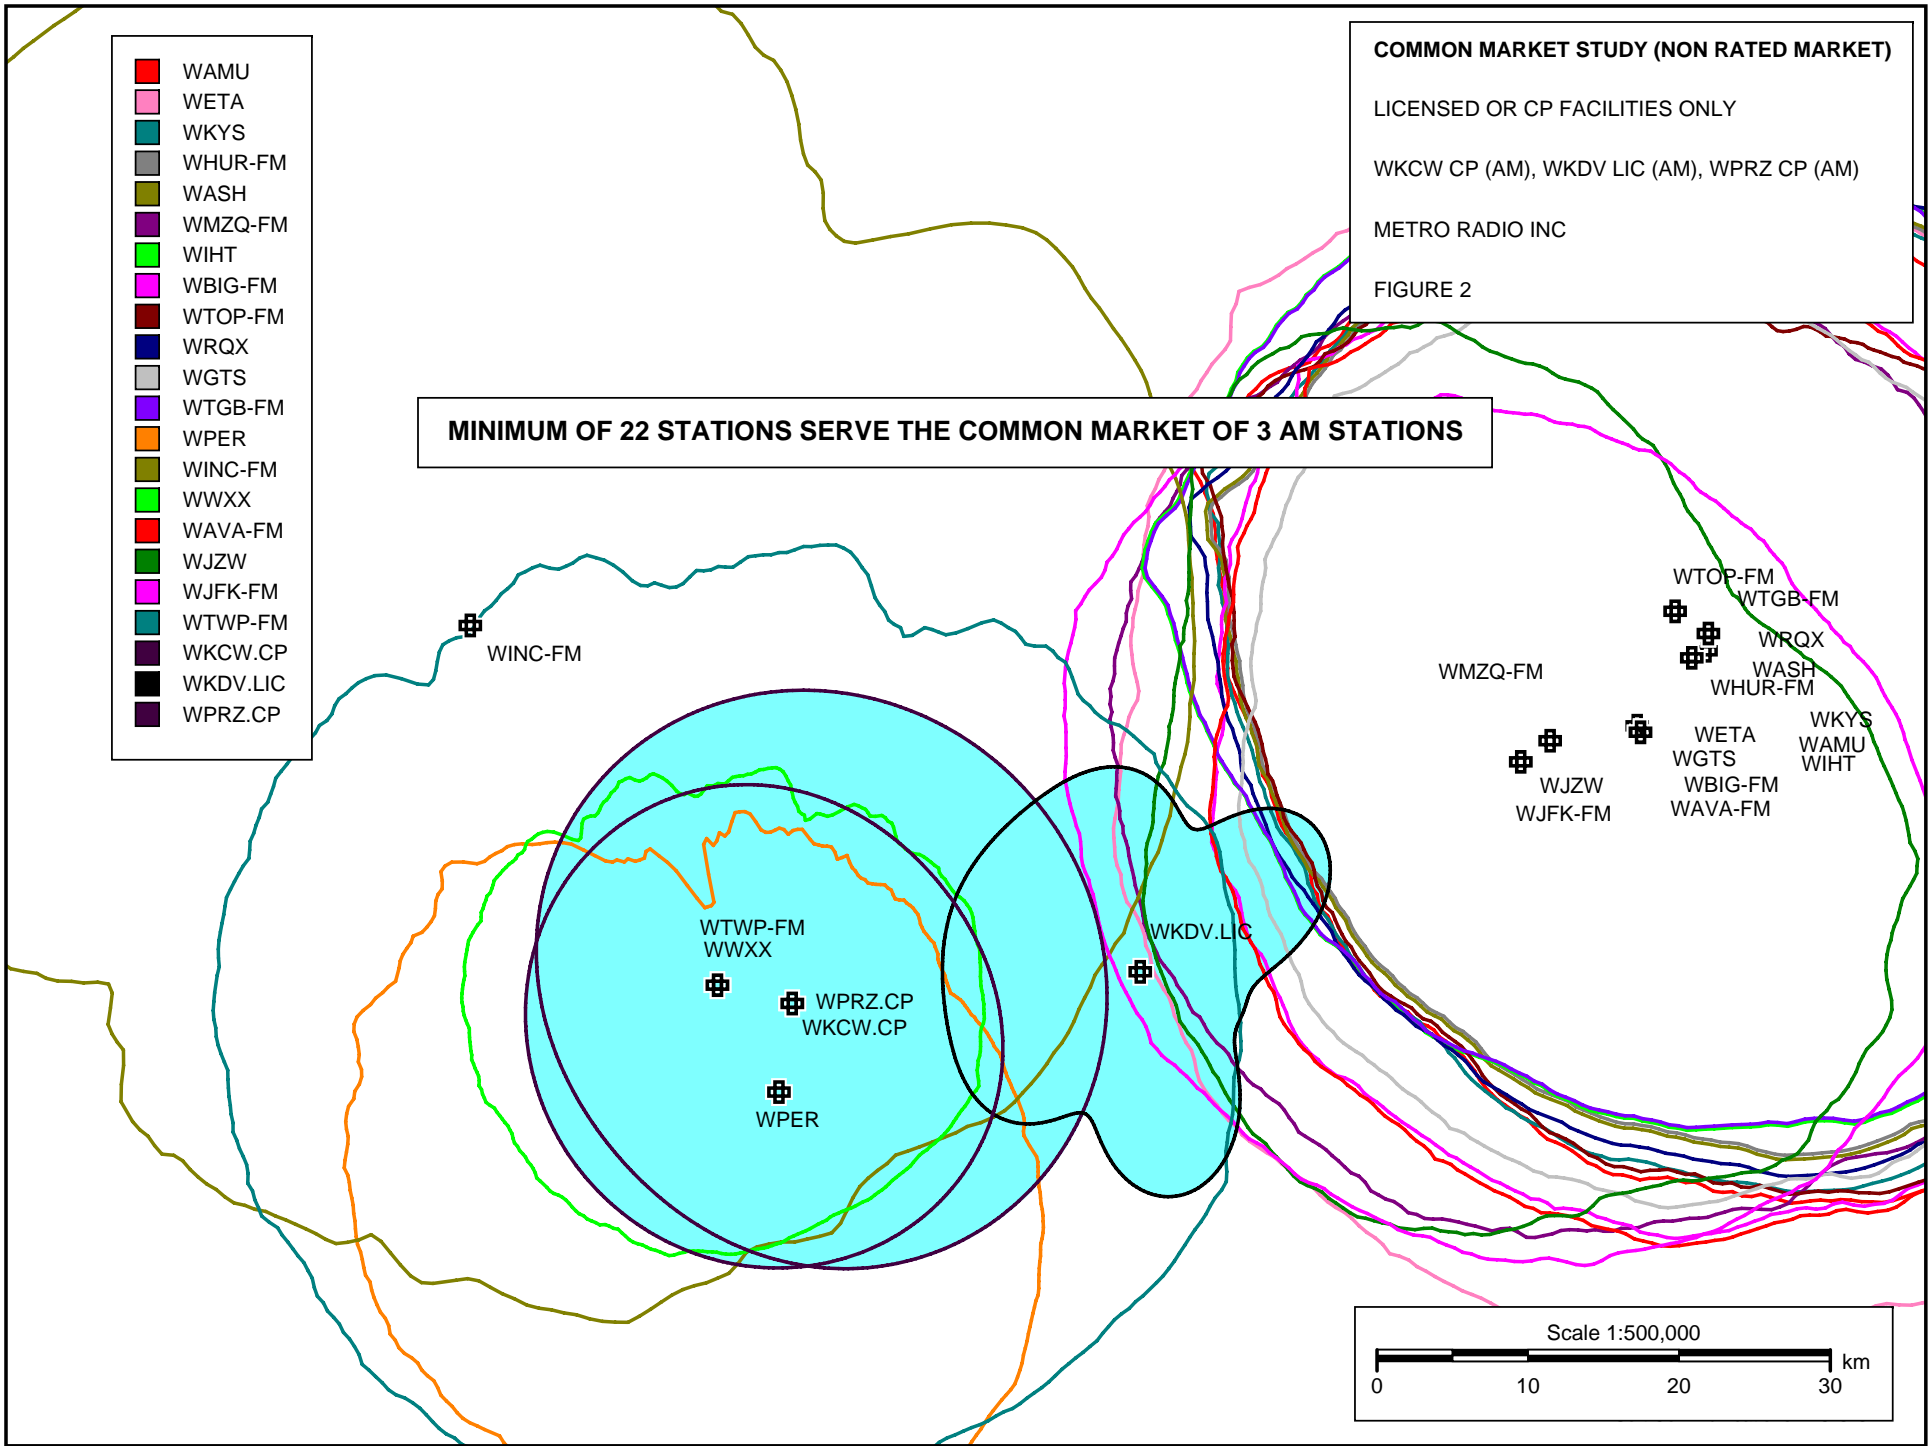 WAMU
WETA
WKYS
WHUR-FM
WASH
WMZQ-FM
WIHT
WBIG-FM
WTOP-FM
WRQX
WGTS
WTGB-FM
WPER
WINC-FM
WWXX
WAVA-FM
WJZW
WJFK-FM
WTWP-FM
WKCW.CP
WKDV.LIC
WPRZ.CP
COMMON MARKET STUDY (NON RATED MARKET)
LICENSED OR CP FACILITIES ONLY
WKCW CP (AM), WKDV LIC (AM), WPRZ CP (AM)
METRO RADIO INC
FIGURE 2
MINIMUM OF 22 STATIONS SERVE THE COMMON MARKET OF 3 AM STATIONS
WTOP-FM
WTGB-FM
WRQX
WINC-FM
WMZQ-FM
WASH
WHUR-FM
WKYS
WETA
WAMU
WGTS
WIHT
WJZW
WBIG-FM
WJFK-FM
WAVA-FM
WTWP-FM
WWXX
WKDV.LIC
WPRZ.CP
WKCW.CP
WPER
Scale 1:500,000
km
0 10 20 30